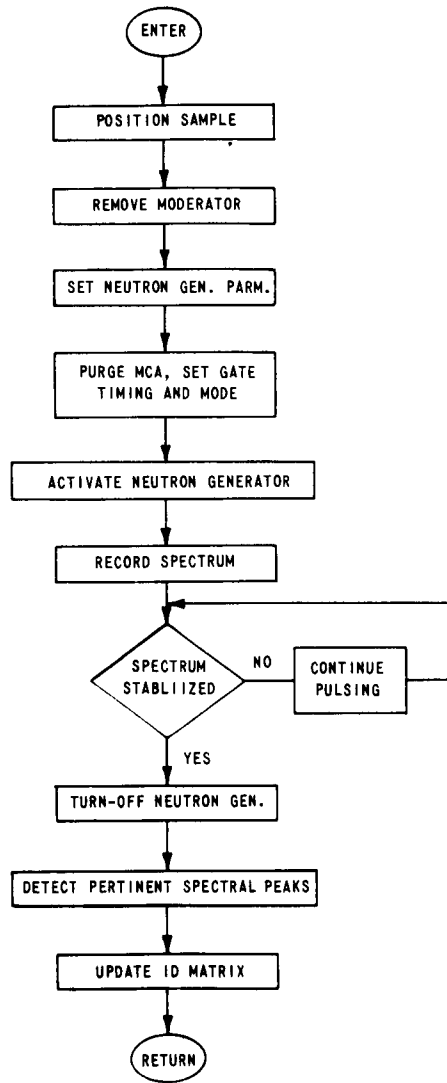 ENTER
POSITION SAMPLE
REMOVE MODERATOR
SET NEUTRON GEN. PARM.
PURGE MCA, SET GATE
TIMING AND MODE
ACTIVATE NEUTRON GENERATOR
RECORD SPECTRUM
SPECTRUM
STABLIIZED
NO
CONTINUE
PULSING
YES
TURN-OFF NEUTRON GEN.
DETECT PERTINENT SPECTRAL PEAKS
UPDATE ID MATRIX
RETURN